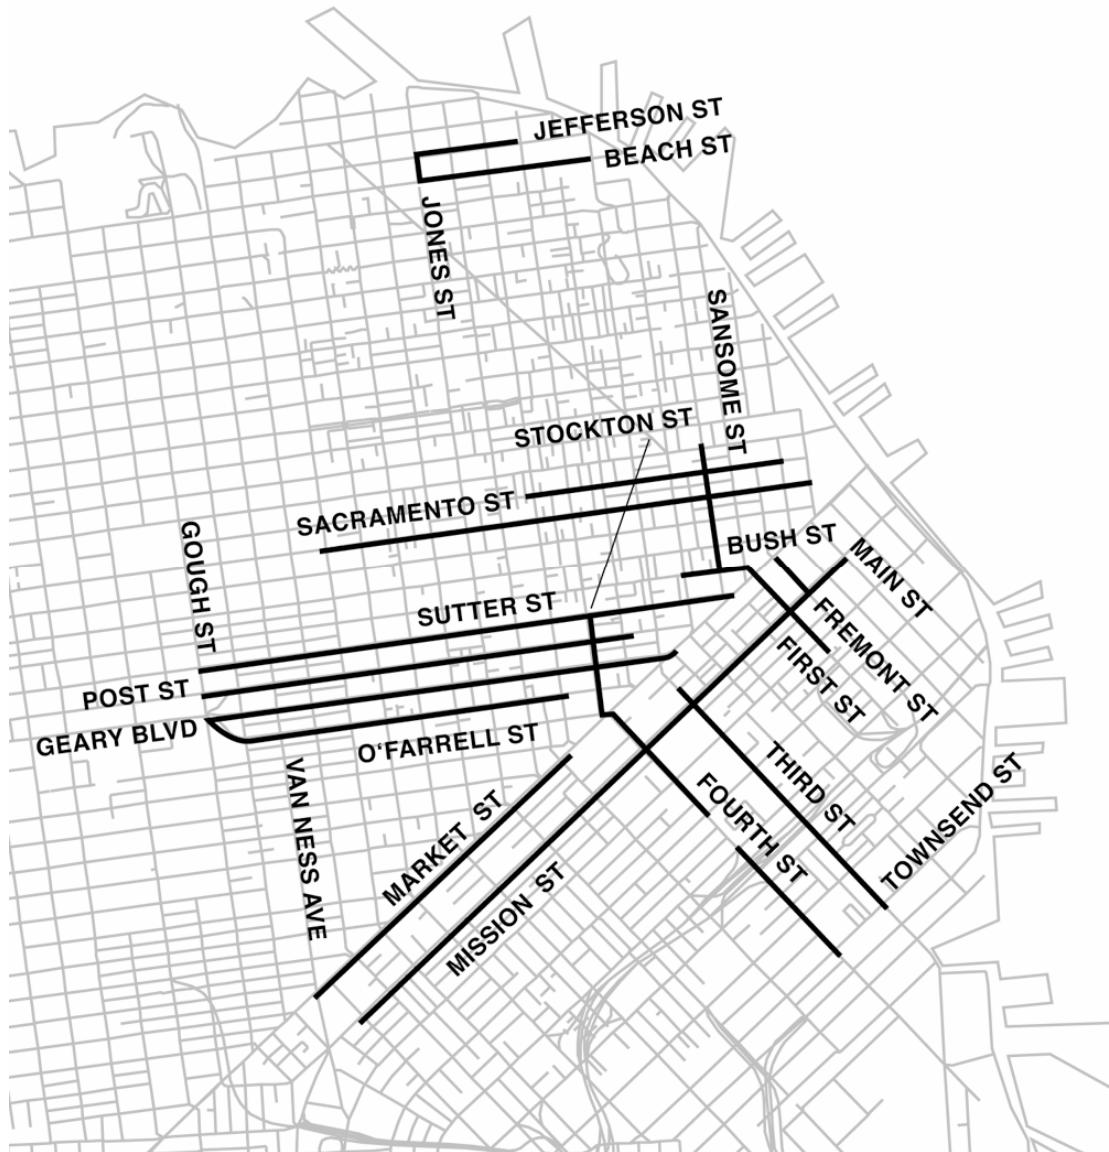 JEFFERSON ST
BEACH ST
JONES ST
SANSOME ST
STOCKTON ST
SACRAMENTO ST
GOUGH ST
BUSH ST
MAIN ST
SUTTER ST
FREMONT ST
FIRST ST
POST ST
GEARY BLVD
O'FARRELL ST
VAN NESS AVE
THIRD ST
FOURTH ST
TOWNSEND ST
MARKET ST
MISSION ST